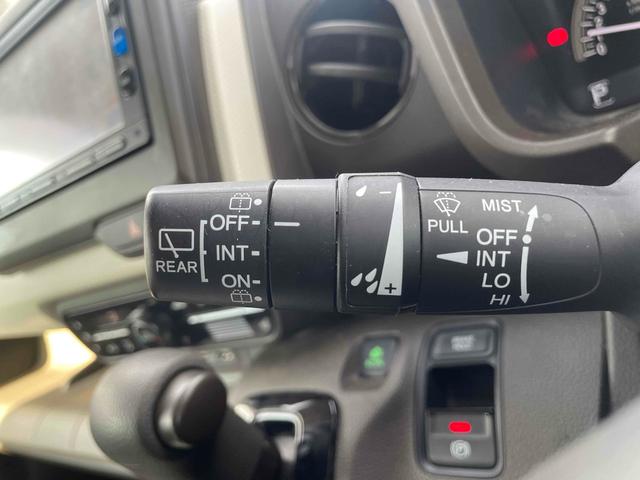 OFF
INT
ON
REAR
−
+
PULL
MIST
OFF
INT
LO
HI